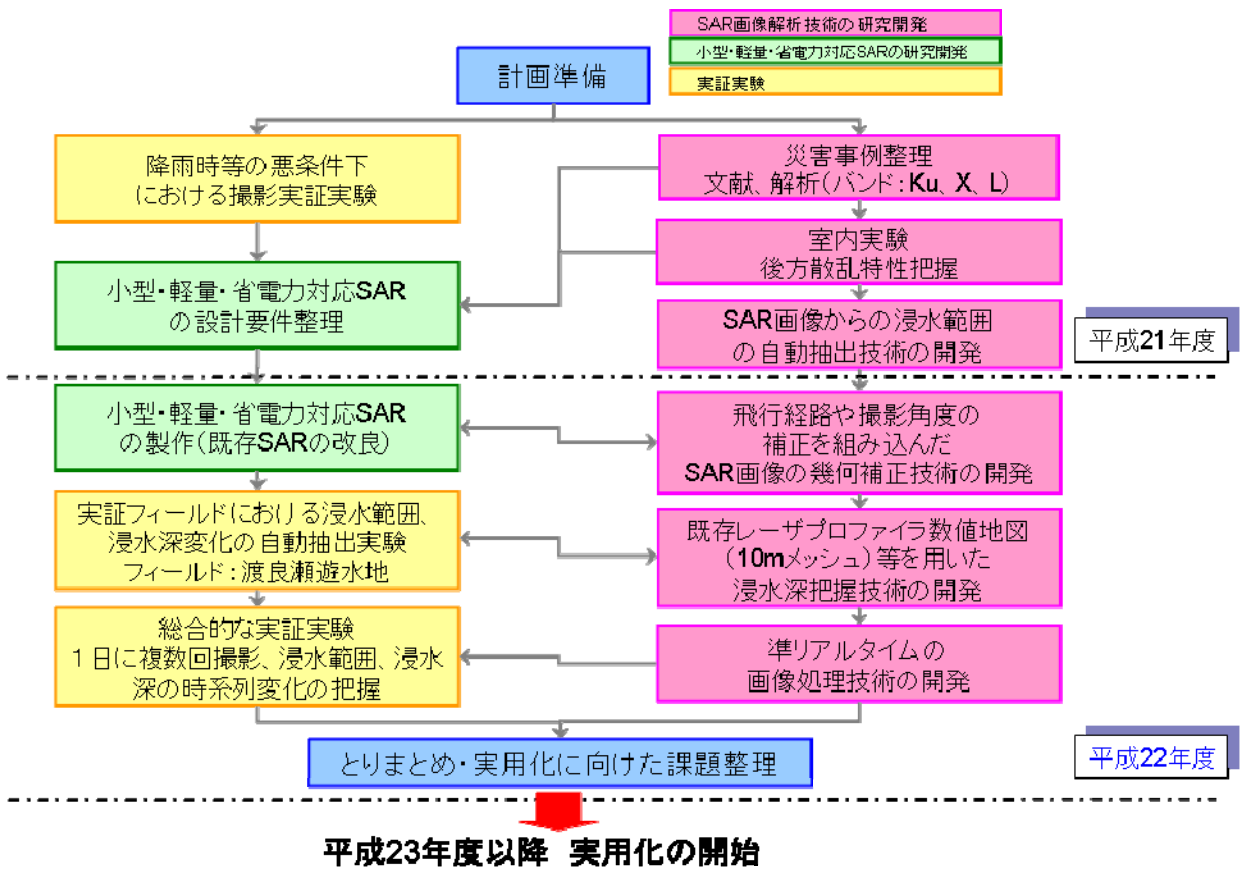 SAR画像解析技術の研究開発
小型・軽量・省電力対応SARの研究開発
実証実験
計画準備
降雨時等の悪条件下
における撮影実証実験
災害事例整理
文献、解析(バンド:Ku、X、L)
室内実験
後方散乱特性把握
小型・軽量・省電力対応SAR
の設計要件整理
SAR画像からの浸水範囲
の自動抽出技術の開発
平成21年度
小型・軽量・省電力対応SAR
の製作(既存SARの改良)
飛行経路や撮影角度の
補正を組み込んだ
SAR画像の幾何補正技術の開発
実証フィールドにおける浸水範囲、
浸水深変化の自動抽出実験
フィールド:渡良瀬遊水地
既存レーザプロファイラ数値地図
(10mメッシュ)等を用いた
浸水深把握技術の開発
総合的な実証実験
1日に複数回撮影、浸水範囲、浸水
深の時系列変化の把握
準リアルタイムの
画像処理技術の開発
とりまとめ・実用化に向けた課題整理
平成22年度
平成23年度以降 実用化の開始